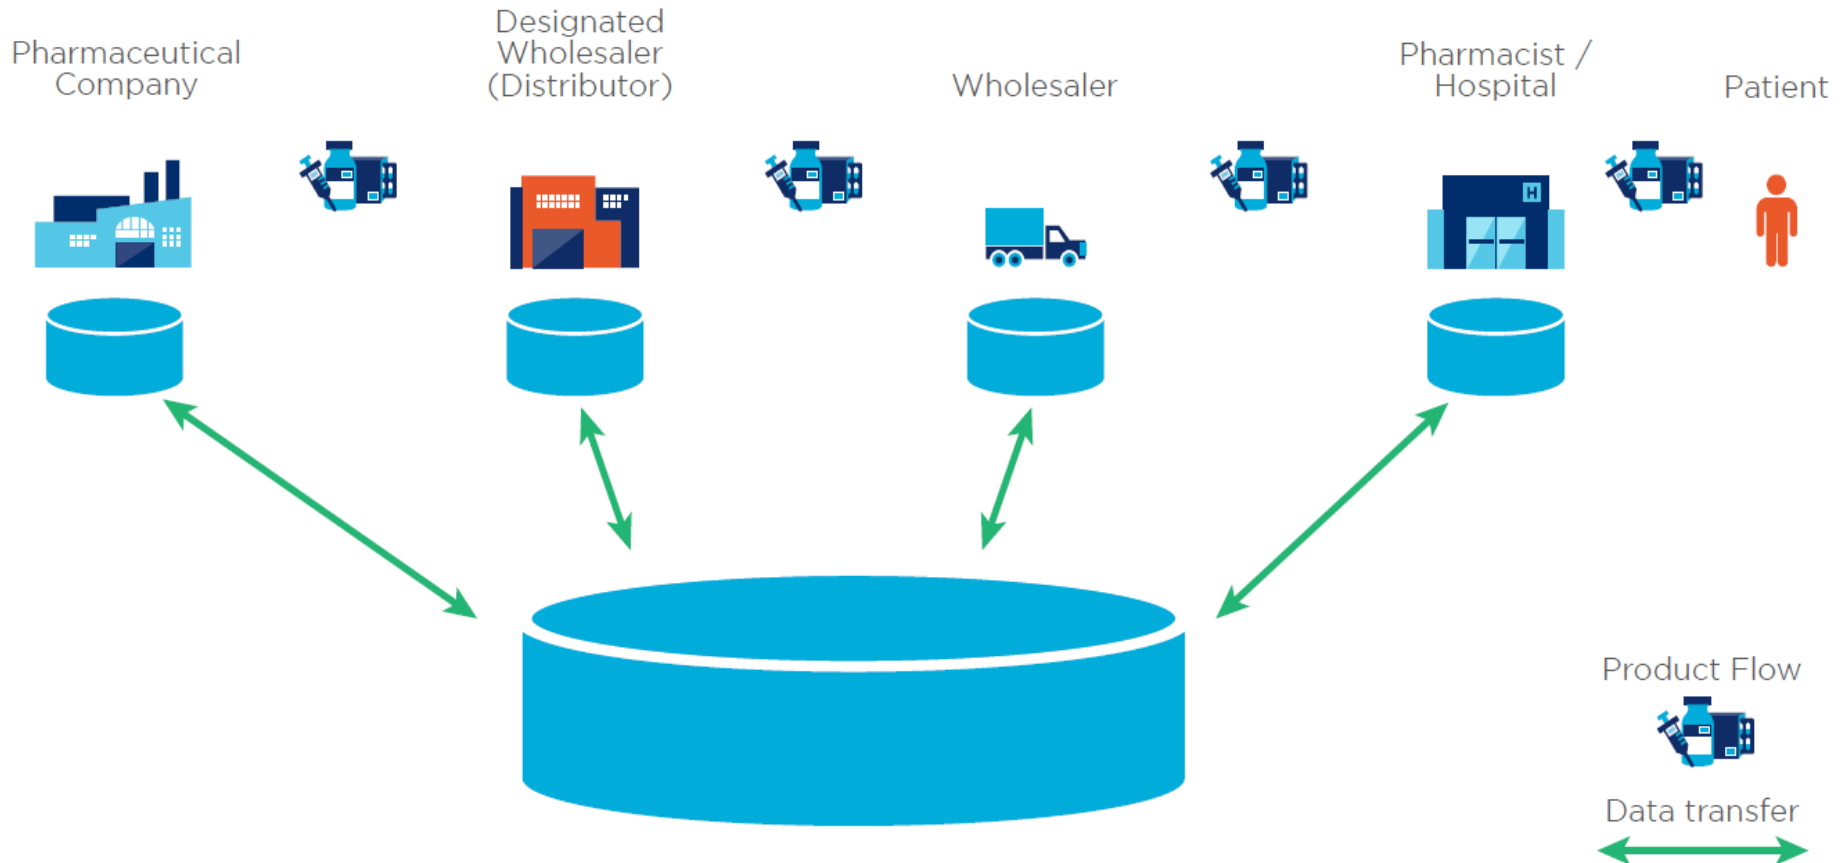 Pharmaceutical
Company
Designated
Wholesaler
(Distributor)
Wholesaler
Pharmacist /
Hospital
Patient
H
Product Flow
Data transfer